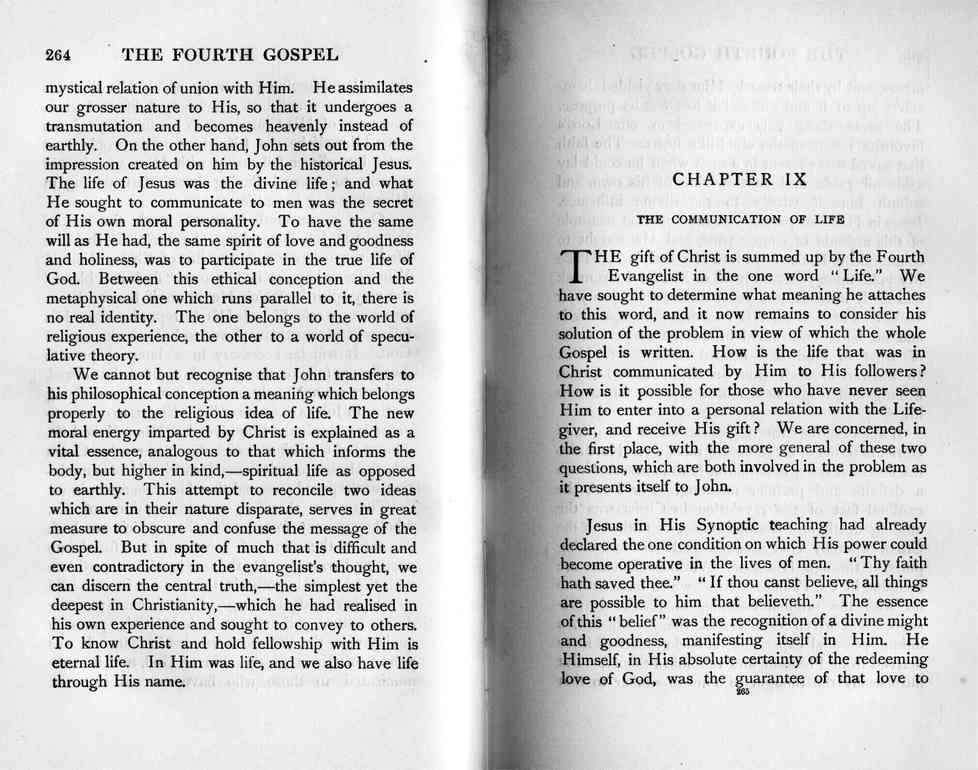 264 THE FOURTH GOSPEL
mystical relation of union with Him. He assimilates
our grosser nature to His, so that it undergoes a
transmutation and becomes heavenly instead of
earthly. On the other hand, John sets out from the
impression created on him by the historical Jesus.
The life of Jesus was the divine life; and what
He sought to communicate to men was the secret
of His own moral personality. To have the same
will as He had, the same spirit of love and goodness
and holiness, was to participate in the true life of
God. Between this ethical conception and the
metaphysical one which runs parallel to it, there is
no real identity. The one belongs to the world of
religious experience, the other to a world of specu-
lative theory.
We cannot but recognise that John transfers to
his philosophical conception a meaning which belongs
properly to the religious idea of life. The new
moral energy imparted by Christ is explained as a
vital essence, analogous to that which informs the
body, but higher in kind,—spiritual life as opposed
to earthly. This attempt to reconcile two ideas
which are in their nature disparate, serves in great
measure to obscure and confuse the message of the
Gospel. But in spite of much that is difficult and
even contradictory in the evangelist's thought, we
can discern the central truth,—the simplest yet the
deepest in Christianity,—which he had realised in
his own experience and sought to convey to others.
To know Christ and hold fellowship with Him is
eternal life. In Him was life, and we also have life
through His name.
CHAPTER IX
THE COMMUNICATION OF LIFE
THE gift of Christ is summed up by the Fourth
Evangelist in the one word "Life." We
have sought to determine what meaning he attaches
to this word, and it now remains to consider his
solution of the problem in view of which the whole
Gospel is written. How is the life that was in
Christ communicated by Him to His followers?
How is it possible for those who have never seen
Him to enter into a personal relation with the Life-
giver, and receive His gift? We are concerned, in
the first place, with the more general of these two
questions, which are both involved in the problem as
it presents itself to John.
Jesus in His Synoptic teaching had already
declared the one condition on which His power could
become operative in the lives of men. "Thy faith
hath saved thee." "If thou canst believe, all things
are possible to him that believeth." The essence
of this "belief" was the recognition of a divine might
and goodness, manifesting itself in Him. He
Himself, in His absolute certainty of the redeeming
love of God, was the guarantee of that love to
265